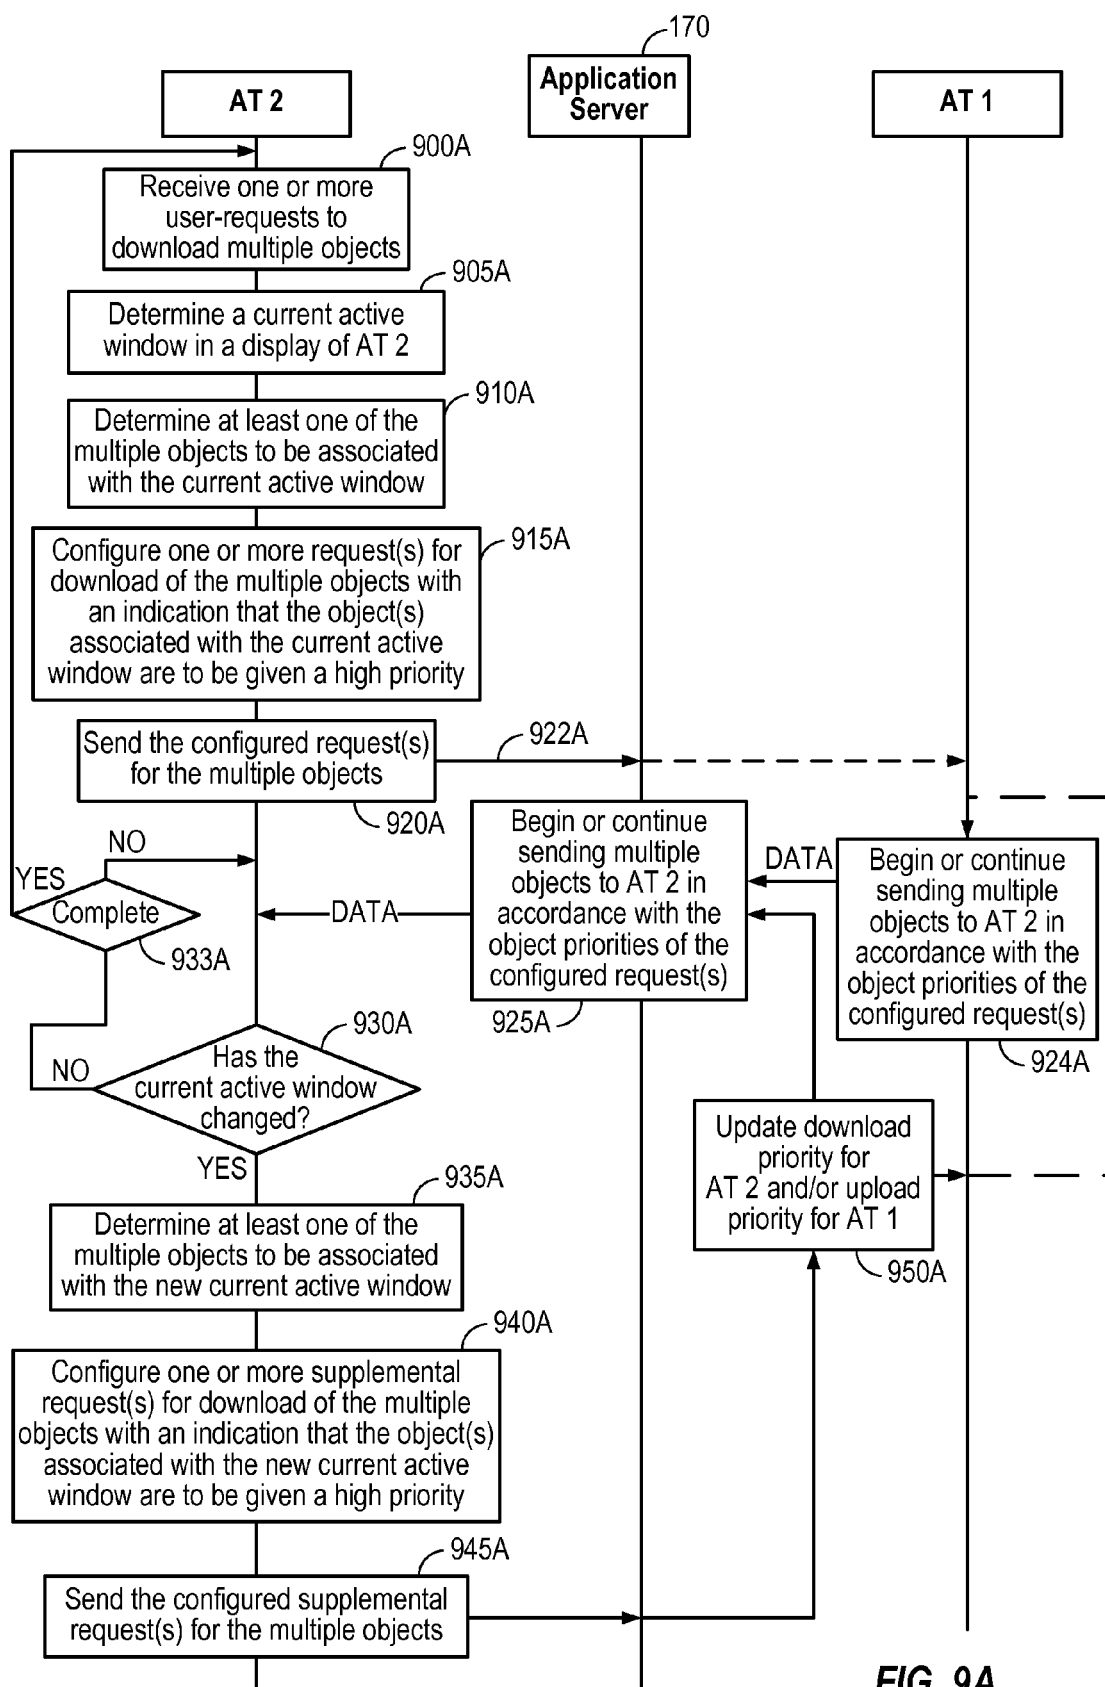 170
AT 2
Application
Server
AT 1
900A
Receive one or more
user-requests to
download multiple objects
905A
Determine a current active
window in a display of AT 2
910A
Determine at least one of the
multiple objects to be associated
with the current active window
915A
Configure one or more request(s) for
download of the multiple objects with
an indication that the object(s)
associated with the current active
window are to be given a high priority
Send the configured request(s)
for the multiple objects
922A
920A
Begin or continue
sending multiple
objects to AT 2 in
accordance with the
object priorities of the
configured request(s)
925A
DATA
Begin or continue
sending multiple
objects to AT 2 in
accordance with the
object priorities of the
configured request(s)
924A
NO
YES
Complete
933A
DATA
930A
Has the
current active window
changed?
NO
YES
Update download
priority for
AT 2 and/or upload
priority for AT 1
950A
935A
Determine at least one of the
multiple objects to be associated
with the new current active window
940A
Configure one or more supplemental
request(s) for download of the multiple
objects with an indication that the object(s)
associated with the new current active
window are to be given a high priority
945A
Send the configured supplemental
request(s) for the multiple objects
FIG. 9A